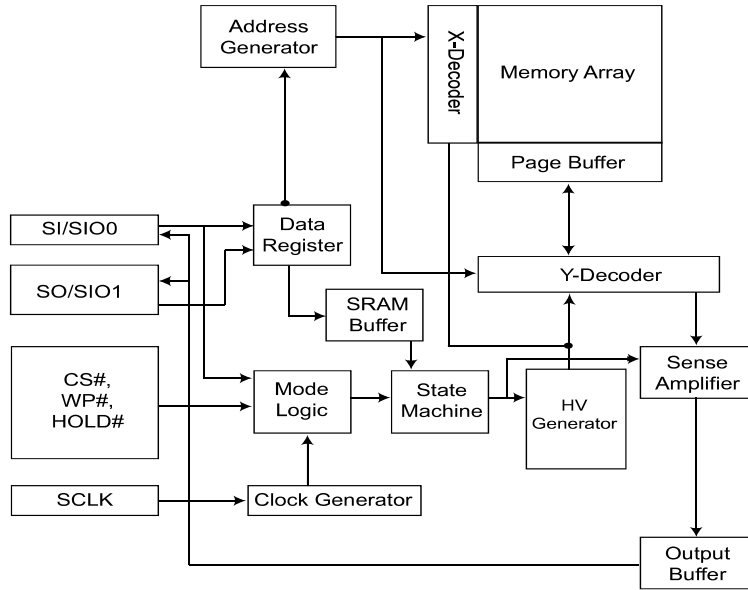 Address
Generator
X-Decoder
Memory Array
Page Buffer
SI/SIO0
Data
Register
SO/SIO1
Y-Decoder
SRAM
Buffer
CS#,
WP#,
HOLD#
Mode
Logic
State
Machine
HV
Generator
Sense
Amplifier
SCLK
Clock Generator
Output
Buffer